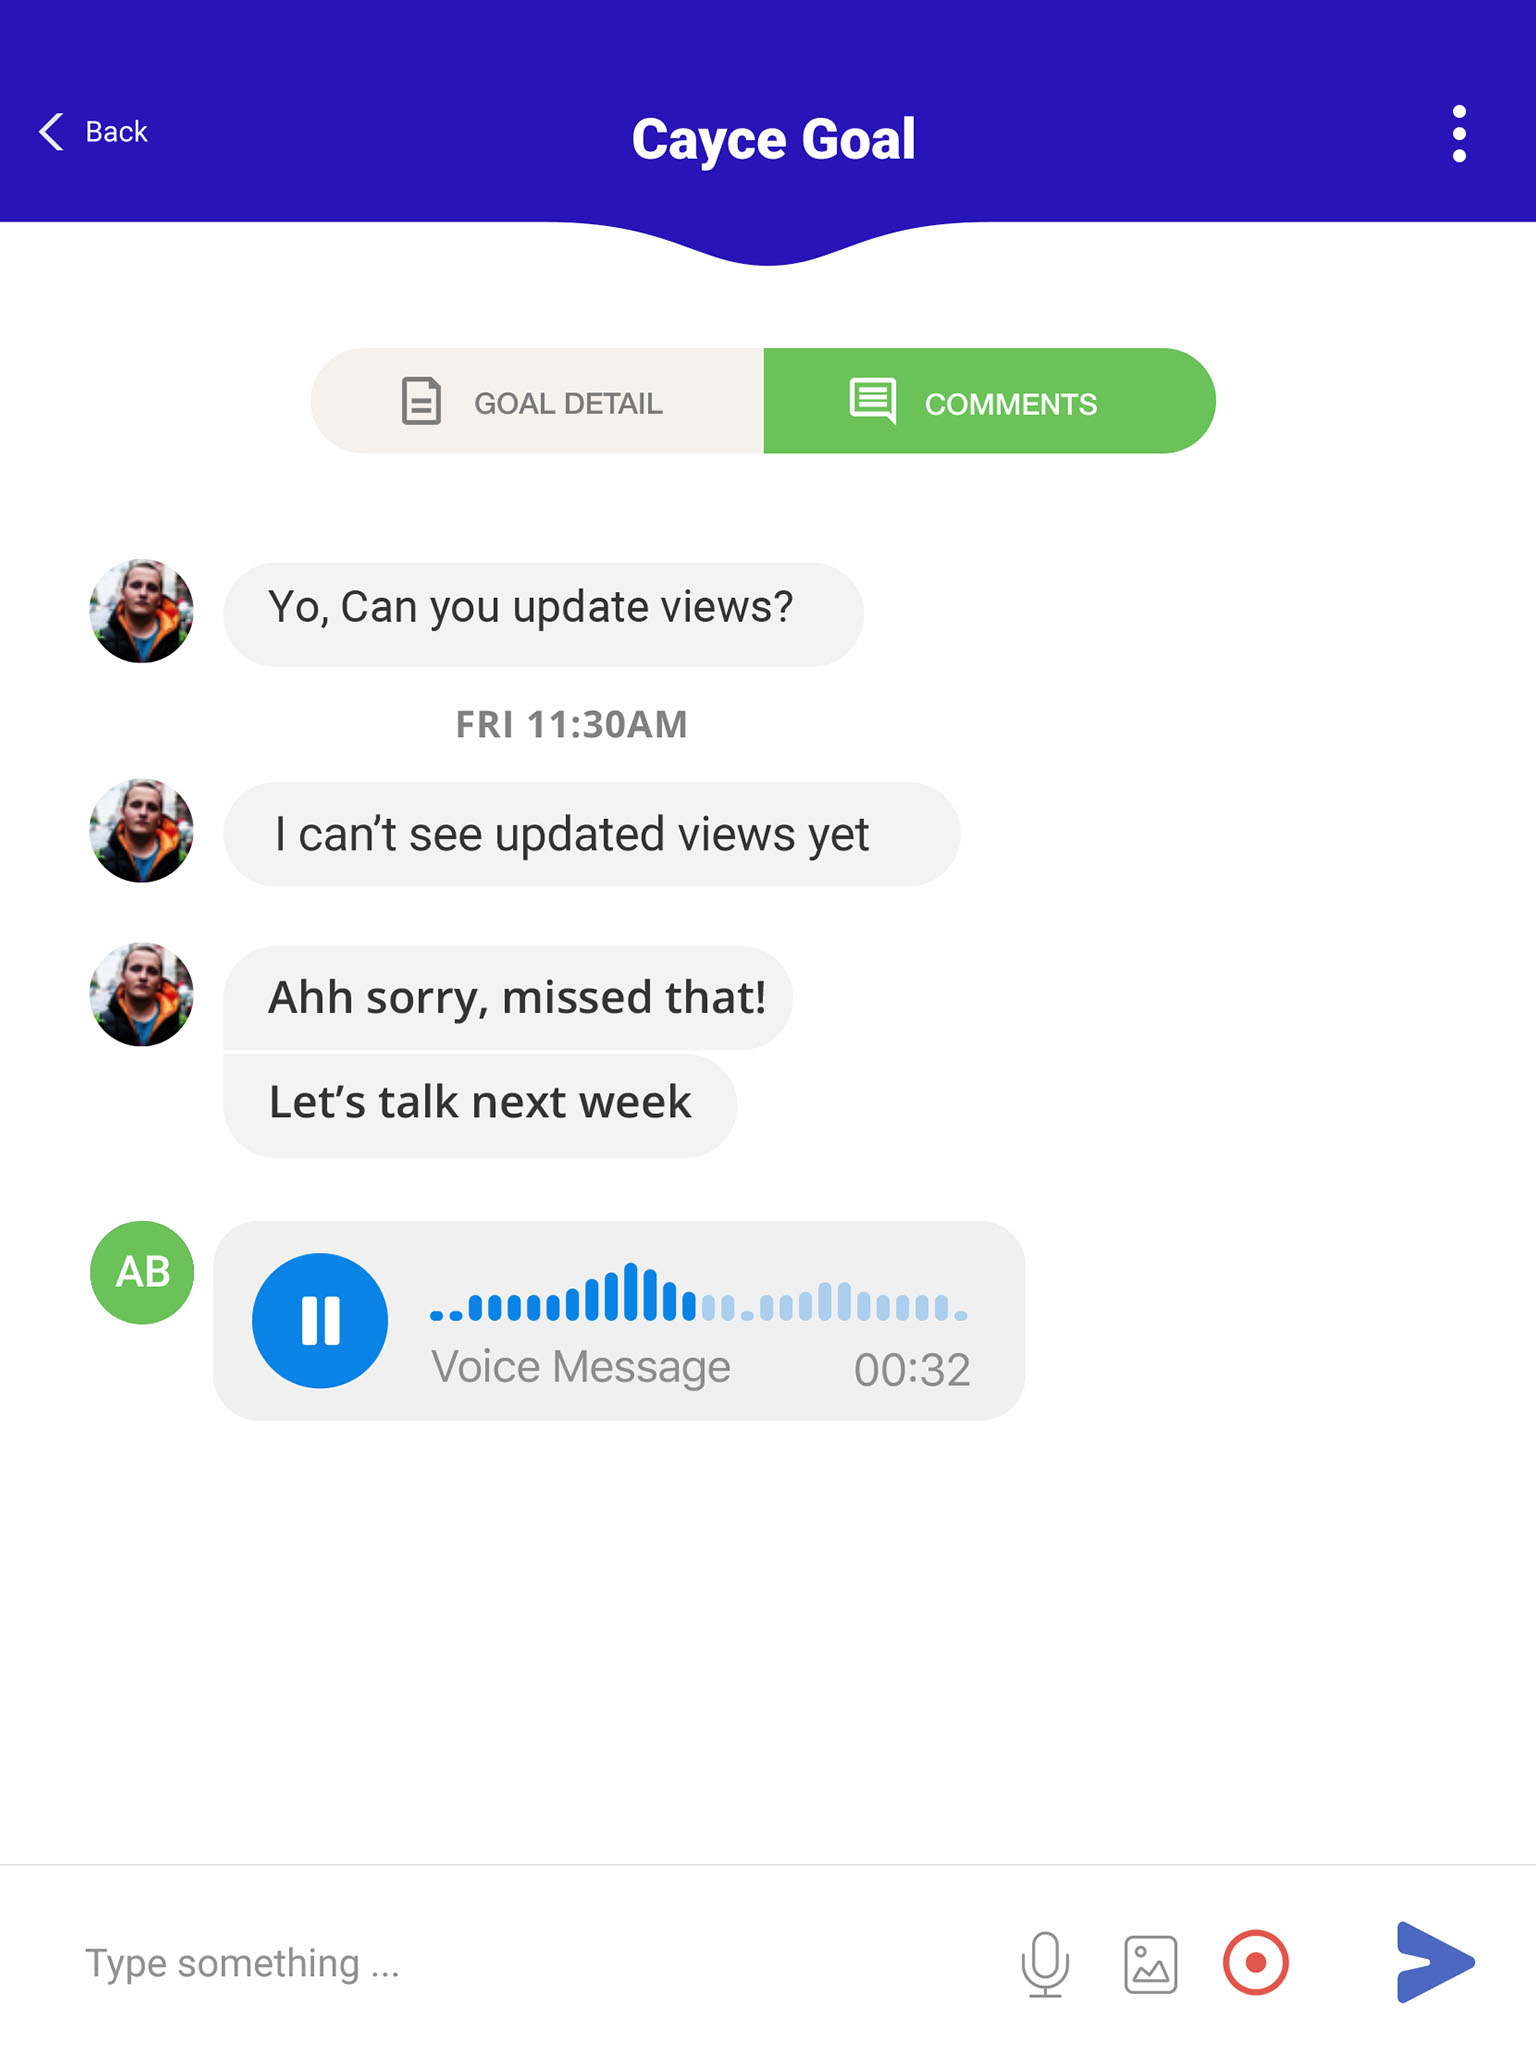 Back
Cayce Goal
GOAL DETAIL
COMMENTS
Yo, Can you update views?
FRI 11:30AM
I can’t see updated views yet
Ahh sorry, missed that!
Let’s talk next week
AB
Voice Message
00:32
Type something ...